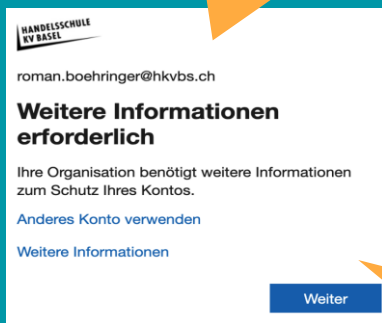 HANDELSSCHULE
KV BASEL
roman.boehringer@hkvbs.ch
Weitere Informationen
erforderlich
Ihre Organisation benötigt weitere Informationen
zum Schutz Ihres Kontos.
Anderes Konto verwenden
Weitere Informationen
Weiter